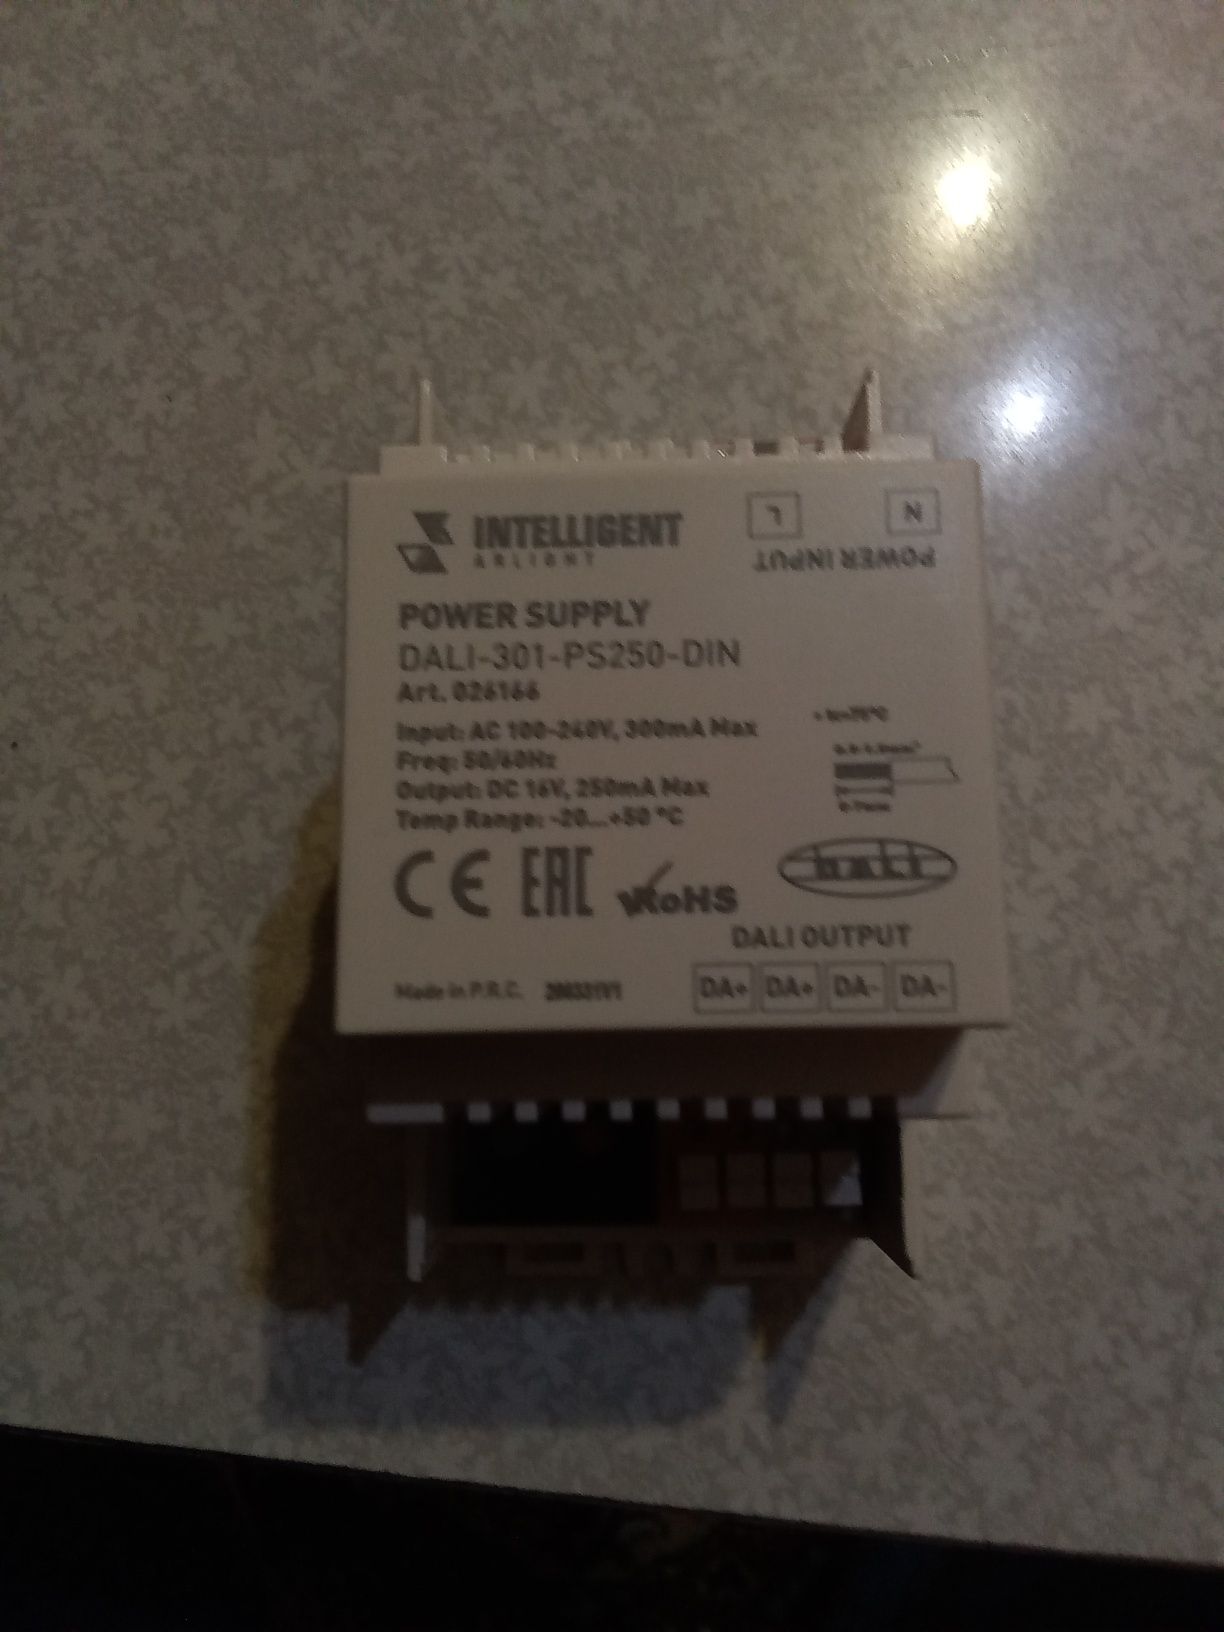 INTELLIGENT
ARLIGHT
L N
POWER INPUT
POWER SUPPLY
DALI-301-PS250-DIN
Art. 026166
Input: AC 100-240V, 300mA Max
Freq: 50/60Hz
Output: DC 16V, 250mA Max
Temp Range: -20...+50 °C
CE EAC RoHS
DALI
DALI OUTPUT
DA+ DA+ DA- DA-
Made in P.R.C.